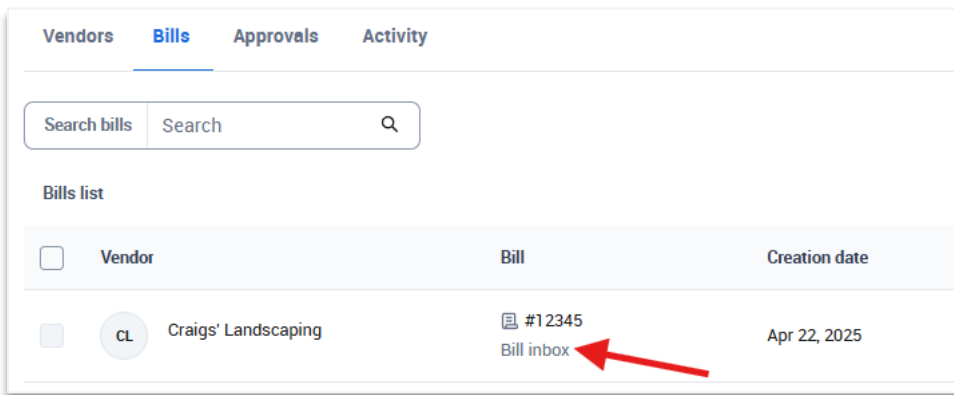 Vendors Bills Approvals Activity
Search bills Search
Bills list
Vendor Bill Creation date
CL Craigs' Landscaping #12345 Apr 22, 2025
Bill inbox